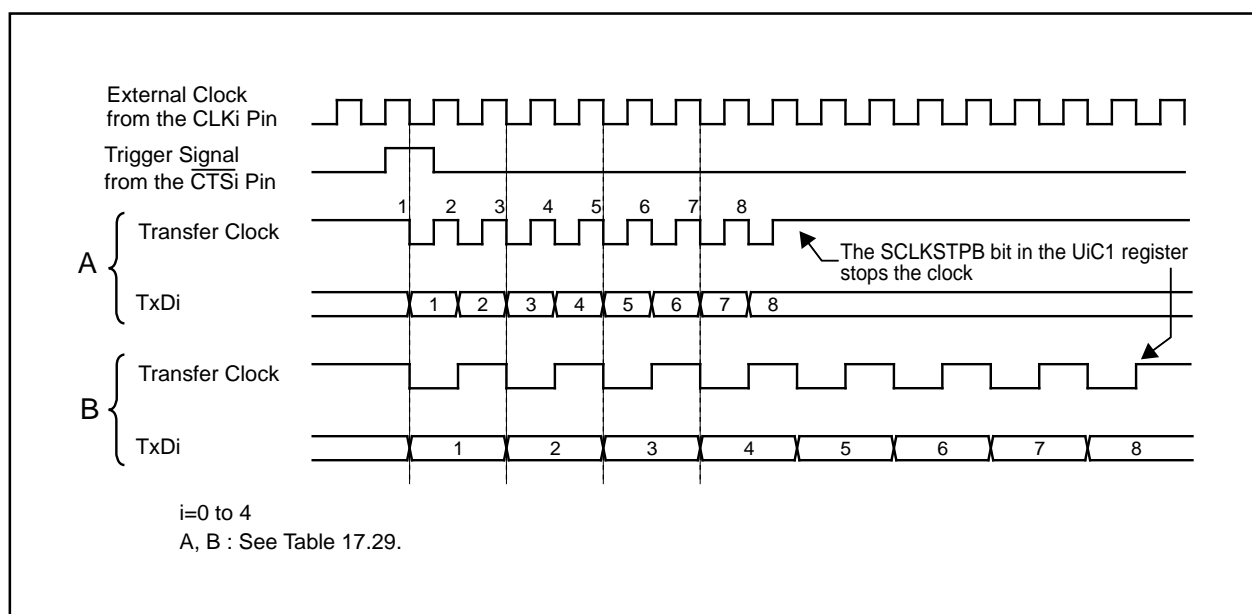 External Clock
from the CLKi Pin
Trigger Signal
from the CTSi Pin
1 2 3 4 5 6 7 8
Transfer Clock
A
The SCLKSTPB bit in the UiC1 register
stops the clock
TxDi
1 2 3 4 5 6 7 8
Transfer Clock
B
TxDi
1 2 3 4 5 6 7 8
i=0 to 4
A, B : See Table 17.29.